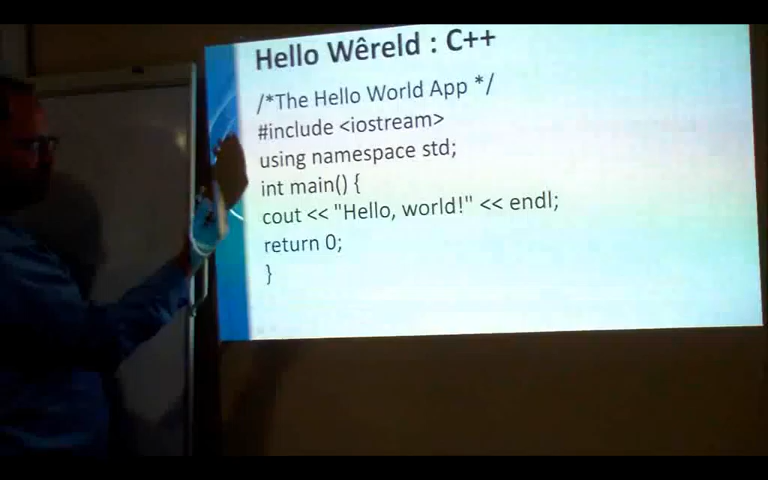 Hello Wêreld : C++
/*The Hello World App */
#include <iostream>
using namespace std;
int main() {
cout << "Hello, world!" << endl;
return 0;
}